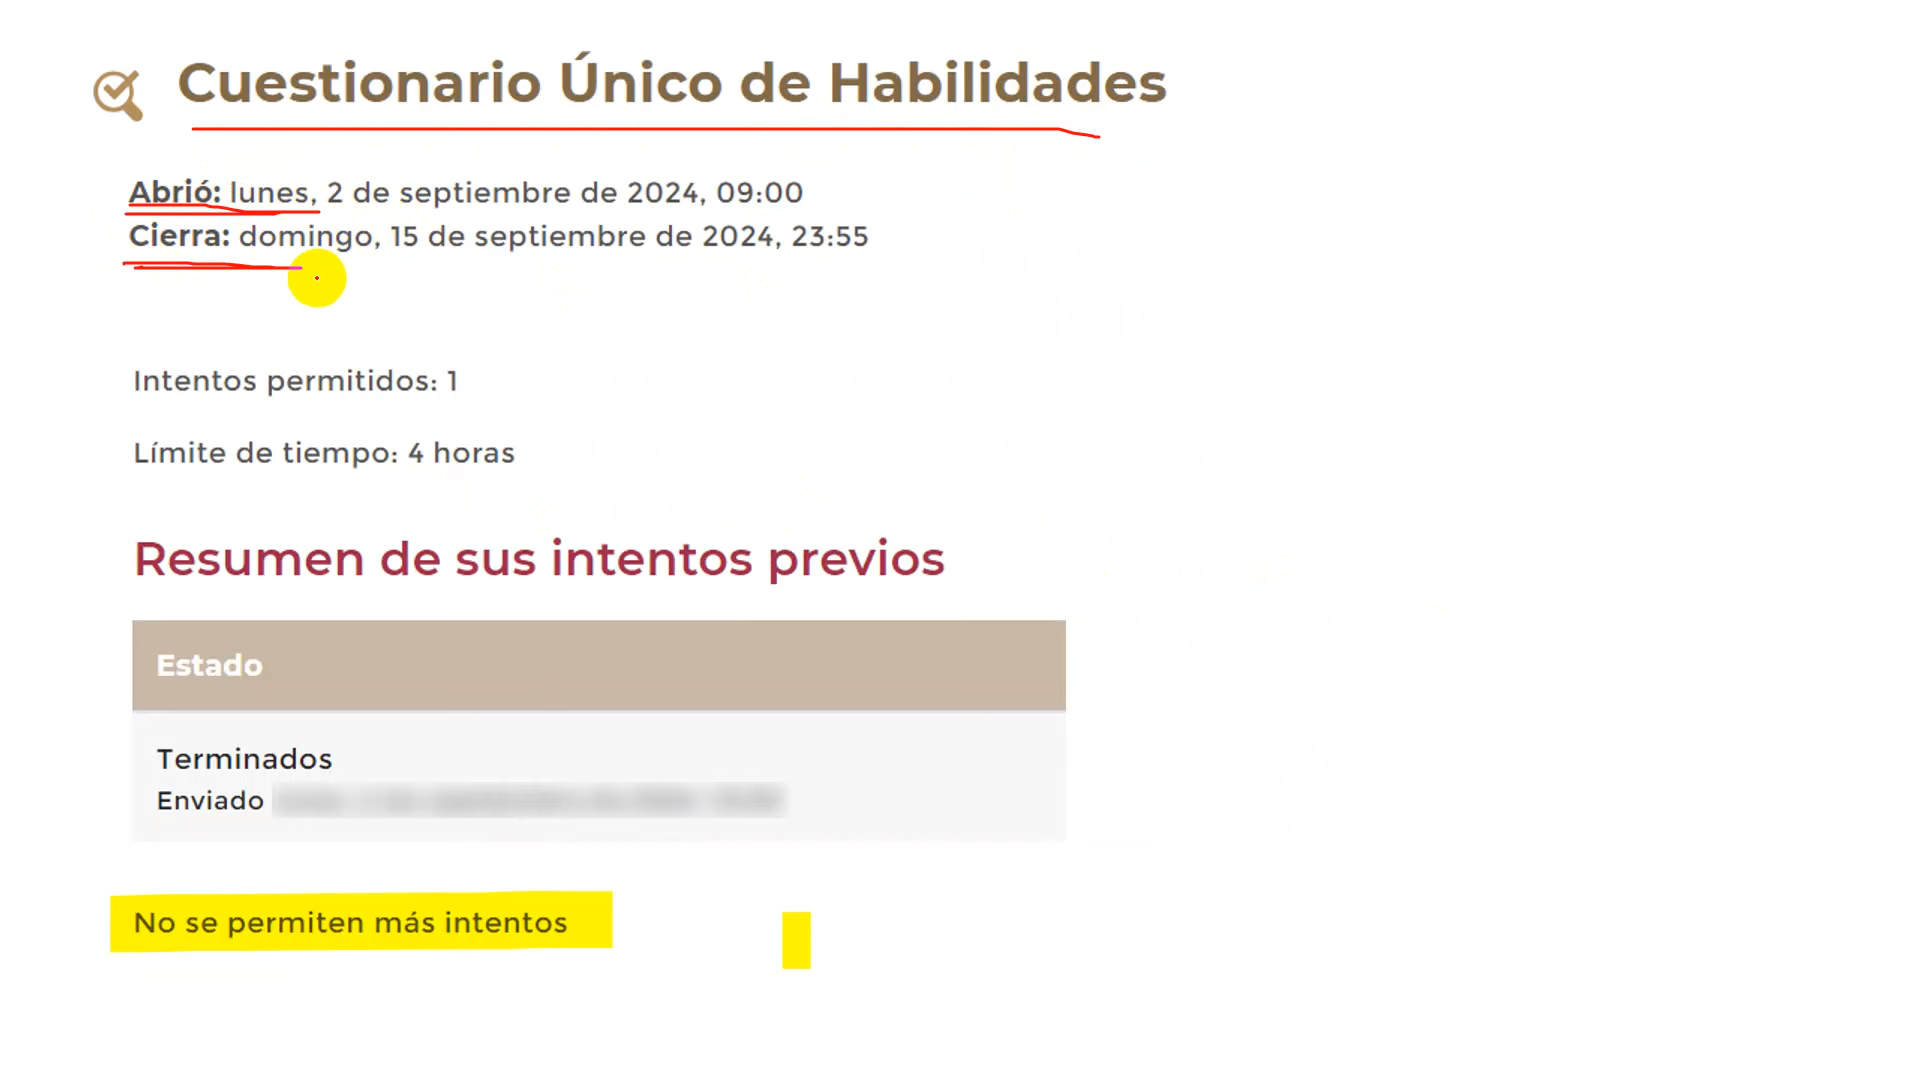 Cuestionario Único de Habilidades
Abrió: lunes, 2 de septiembre de 2024, 09:00
Cierra: domingo, 15 de septiembre de 2024, 23:55
Intentos permitidos: 1
Límite de tiempo: 4 horas
Resumen de sus intentos previos
Estado
Terminados
Enviado
No se permiten más intentos